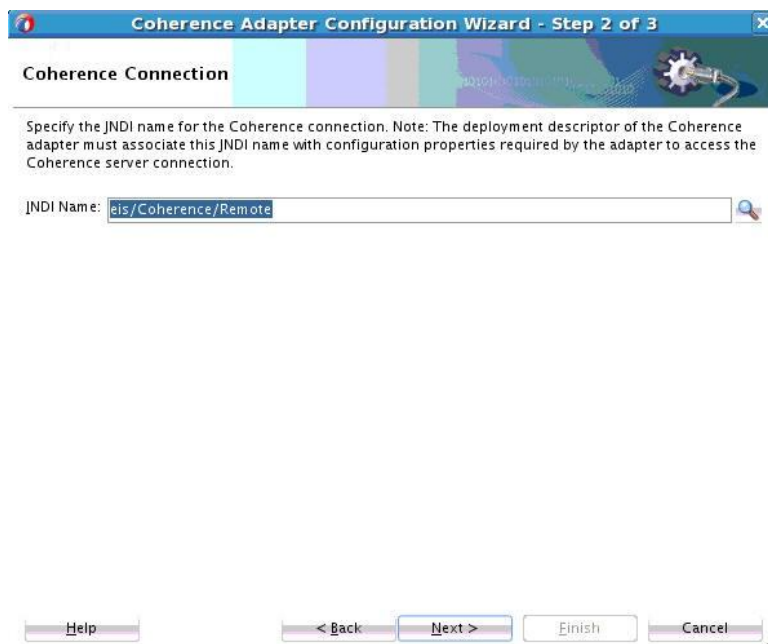 Coherence Adapter Configuration Wizard - Step 2 of 3
Coherence Connection
Specify the JNDI name for the Coherence connection. Note: The deployment descriptor of the Coherence
adapter must associate this JNDI name with configuration properties required by the adapter to access the
Coherence server connection.
JNDI Name: eis/Coherence/Remote
Help < Back Next > Finish Cancel